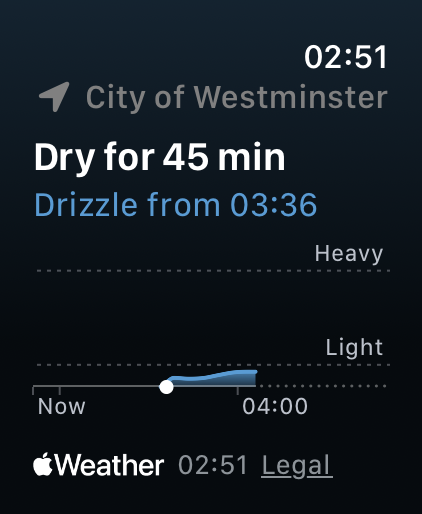 02:51
City of Westminster
Dry for 45 min
Drizzle from 03:36
Heavy
Light
Now 04:00
Weather 02:51 Legal